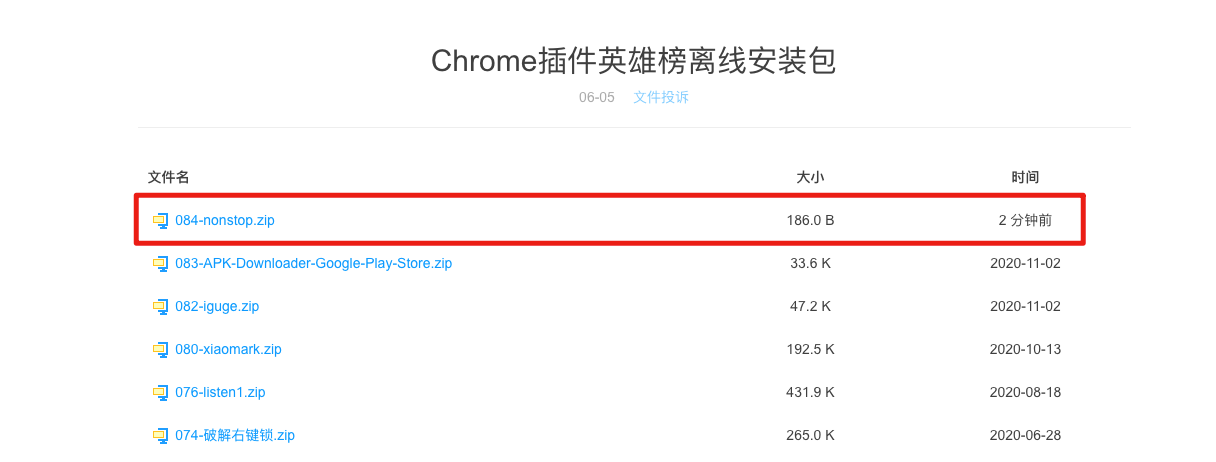 Chrome插件英雄榜离线安装包
06-05 文件投诉
文件名 大小 时间
084-nonstop.zip 186.0 B 2 分钟前
083-APK-Downloader-Google-Play-Store.zip 33.6 K 2020-11-02
082-iguge.zip 47.2 K 2020-11-02
080-xiaomark.zip 192.5 K 2020-10-13
076-listen1.zip 431.9 K 2020-08-18
074-破解右键锁.zip 265.0 K 2020-06-28